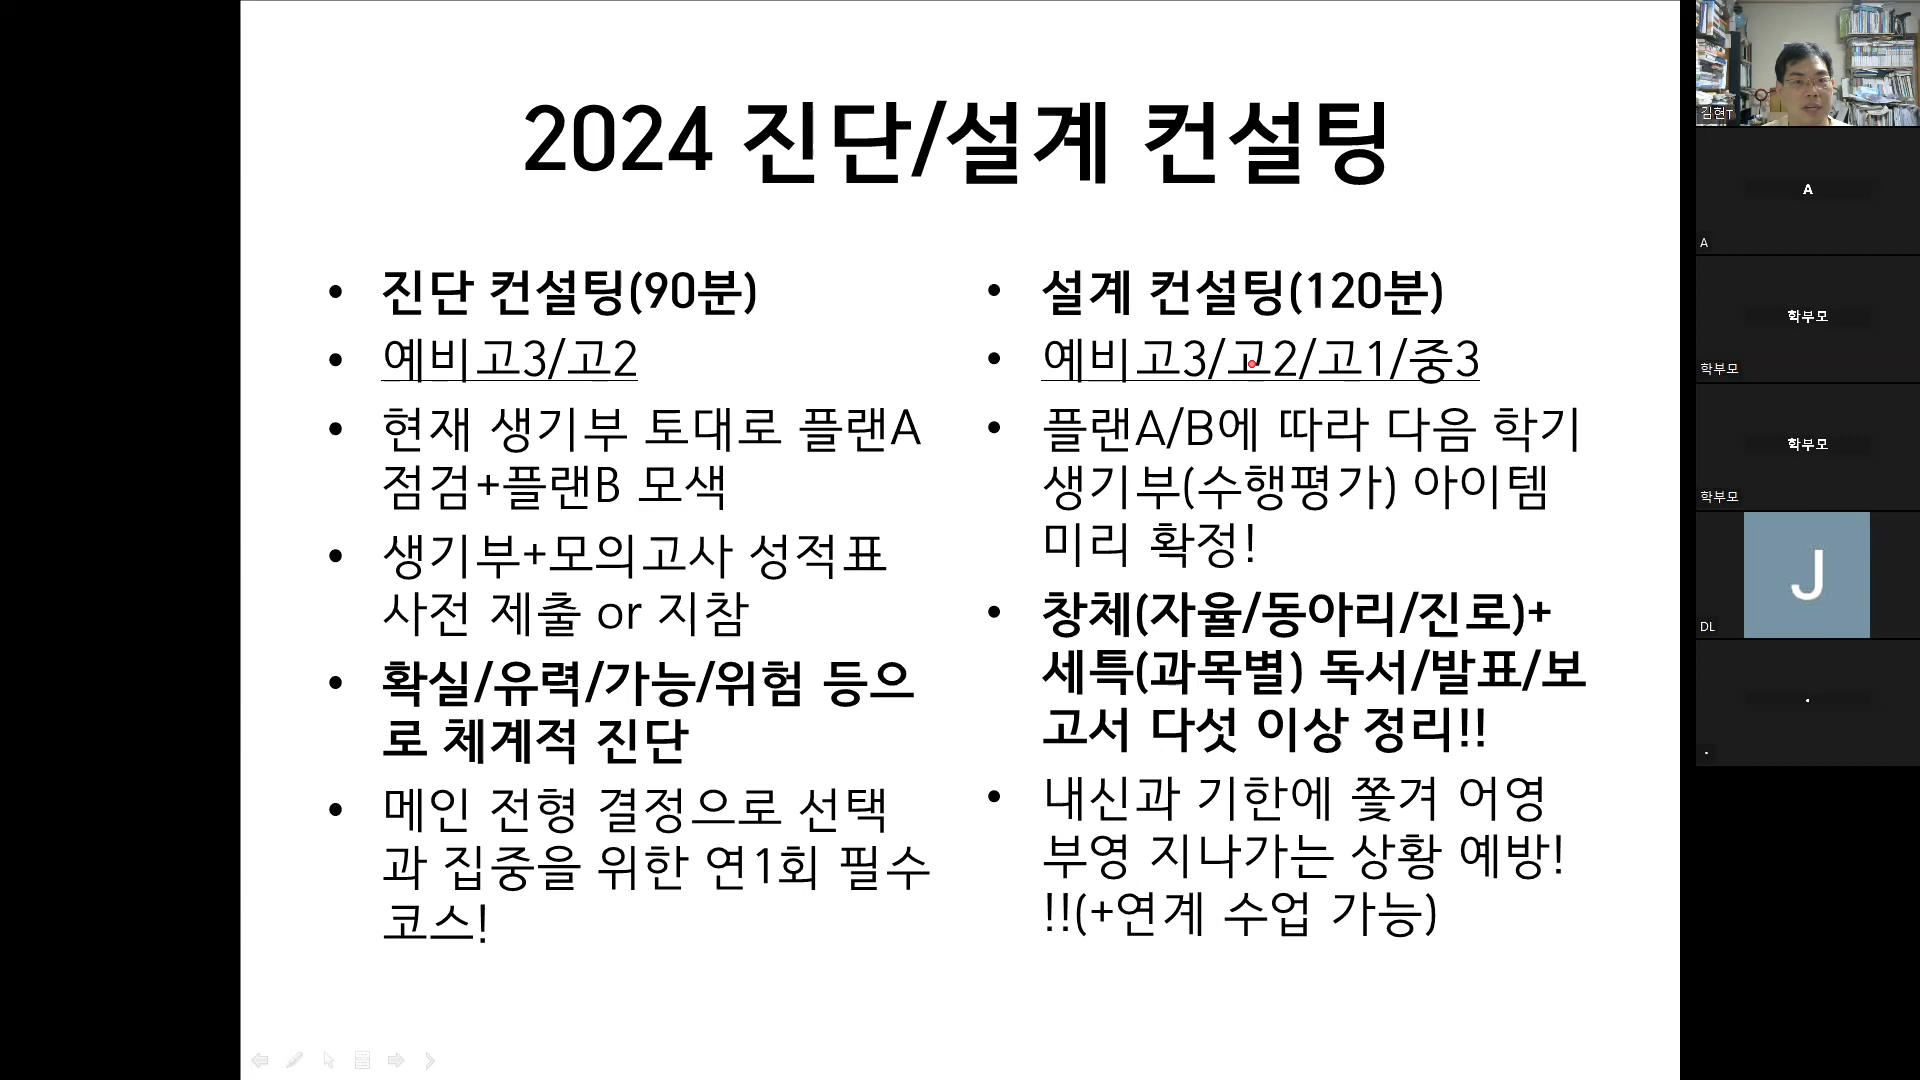 2024 진단/설계 컨설팅
• 진단 컨설팅(90분)
• 예비고3/고2
• 현재 생기부 토대로 플랜A
점검+플랜B 모색
• 생기부+모의고사 성적표
사전 제출 or 지참
• 확실/유력/가능/위험 등으
로 체계적 진단
• 메인 전형 결정으로 선택
과 집중을 위한 연1회 필수
코스!
• 설계 컨설팅(120분)
• 예비고3/고2/고1/중3
• 플랜A/B에 따라 다음 학기
생기부(수행평가) 아이템
미리 확정!
• 창체(자율/동아리/진로)+
세특(과목별) 독서/발표/보
고서 다섯 이상 정리!!
• 내신과 기한에 쫓겨 어영
부영 지나가는 상황 예방!
!!(+연계 수업 가능)
김현T
A
A
학부모
학부모
학부모
학부모
J
DL
.
.